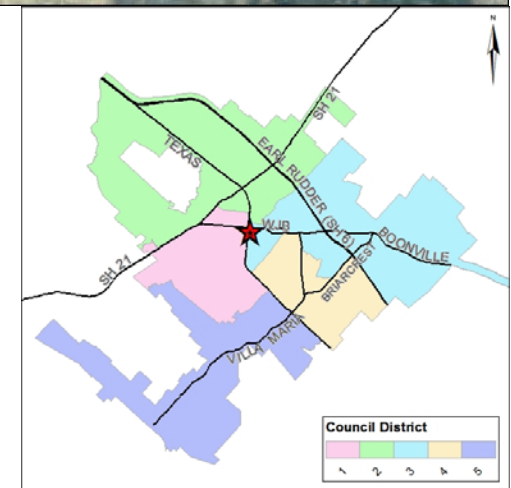 N
SH 21
TEXAS
EARL RUDDER (SH 6)
WJB
BOONVILLE
BRIARCREST
SH 21
VILLA MARIA
Council District
1 2 3 4 5